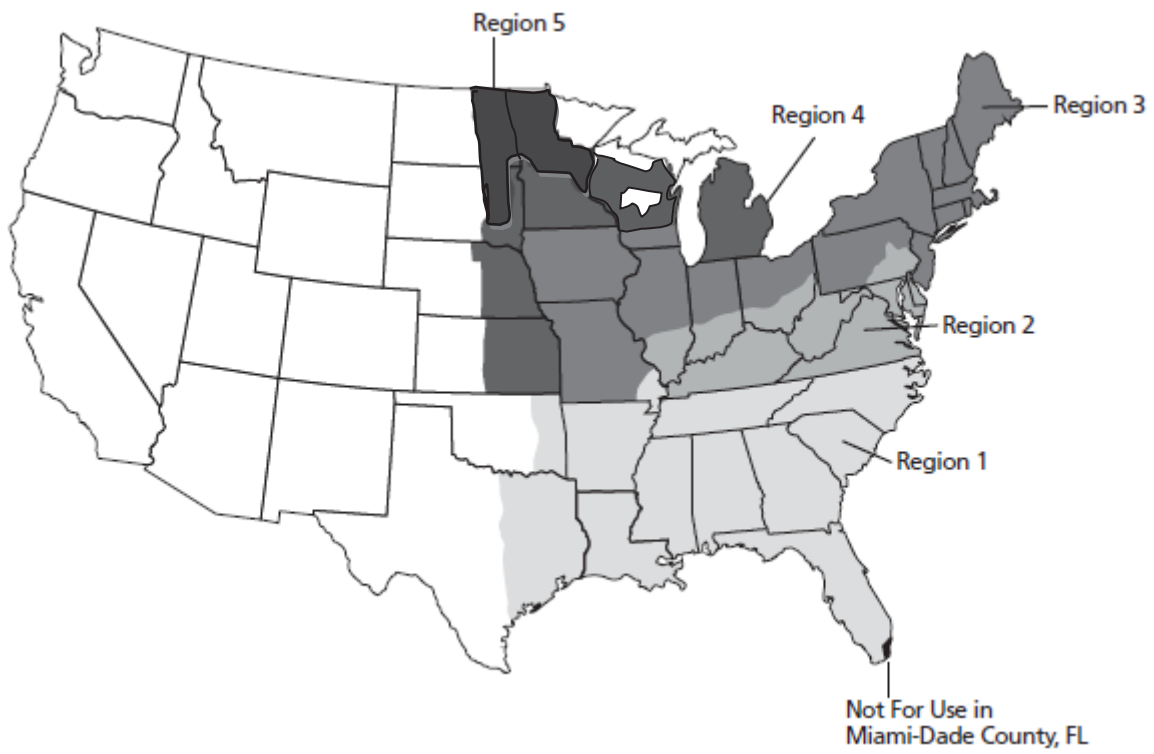 Region 5
Region 4
Region 3
Region 2
Region 1
Not For Use in
Miami-Dade County, FL